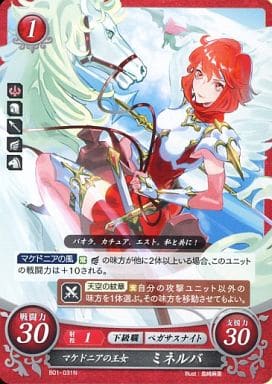 1
パオラ、カチュア、エスト。私と共に！
マケドニアの風 常 の味方が他に2体以上いる場合、このユニット
の戦闘力は＋10される。
天空の紋章 自分の攻撃ユニット以外の
味方を1体選ぶ。その味方を移動させてもよい。
戦闘力 30
射程 1 下級職 ペガサスナイト
支援力 30
マケドニアの王女 ミネルバ
B01-031N
Illust：